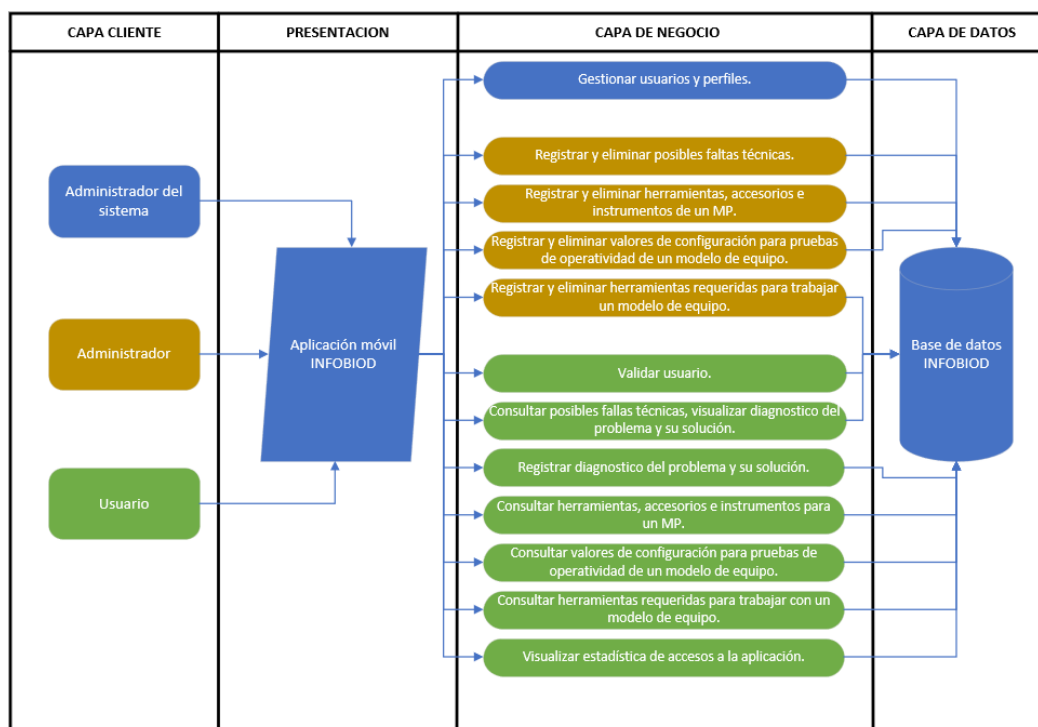 CAPA CLIENTE
PRESENTACION
CAPA DE NEGOCIO
CAPA DE DATOS
Administrador del
sistema
Administrador
Usuario
Aplicación móvil
INFOBIOD
Gestionar usuarios y perfiles.
Registrar y eliminar posibles faltas técnicas.
Registrar y eliminar herramientas, accesorios e
instrumentos de un MP.
Registrar y eliminar valores de configuración para pruebas
de operatividad de un modelo de equipo.
Registrar y eliminar herramientas requeridas para trabajar
un modelo de equipo.
Validar usuario.
Consultar posibles fallas técnicas, visualizar diagnostico del
problema y su solución.
Registrar diagnostico del problema y su solución.
Consultar herramientas, accesorios e instrumentos para
un MP.
Consultar valores de configuración para pruebas de
operatividad de un modelo de equipo.
Consultar herramientas requeridas para trabajar con un
modelo de equipo.
Visualizar estadística de accesos a la aplicación.
Base de datos
INFOBIOD